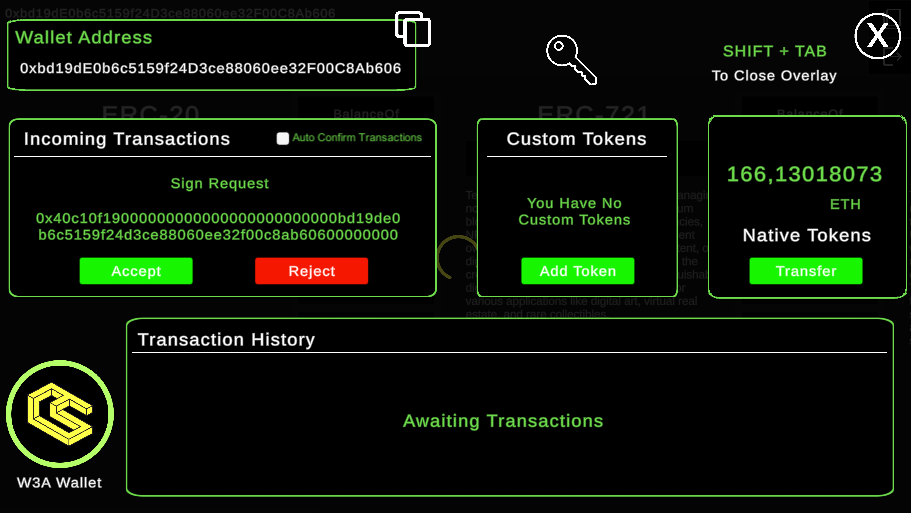 0xbd19dE0b6c5159f24D3ce88060ee32F00C8Ab606
Wallet Address
0xbd19dE0b6c5159f24D3ce88060ee32F00C8Ab606
SHIFT + TAB
To Close Overlay
X
ERC-20
BalanceOf
ERC-721
BalanceOf
Incoming Transactions
Auto Confirm Transactions
Sign Request
0x40c10f19000000000000000000000000bd19de0
b6c5159f24d3ce88060ee32f00c8ab60600000000
Accept
Reject
Custom Tokens
You Have No
Custom Tokens
Add Token
166,13018073
ETH
Native Tokens
Transfer
various applications like digital art, virtual real
estate, and rare collectibles.
Transaction History
Awaiting Transactions
W3A Wallet